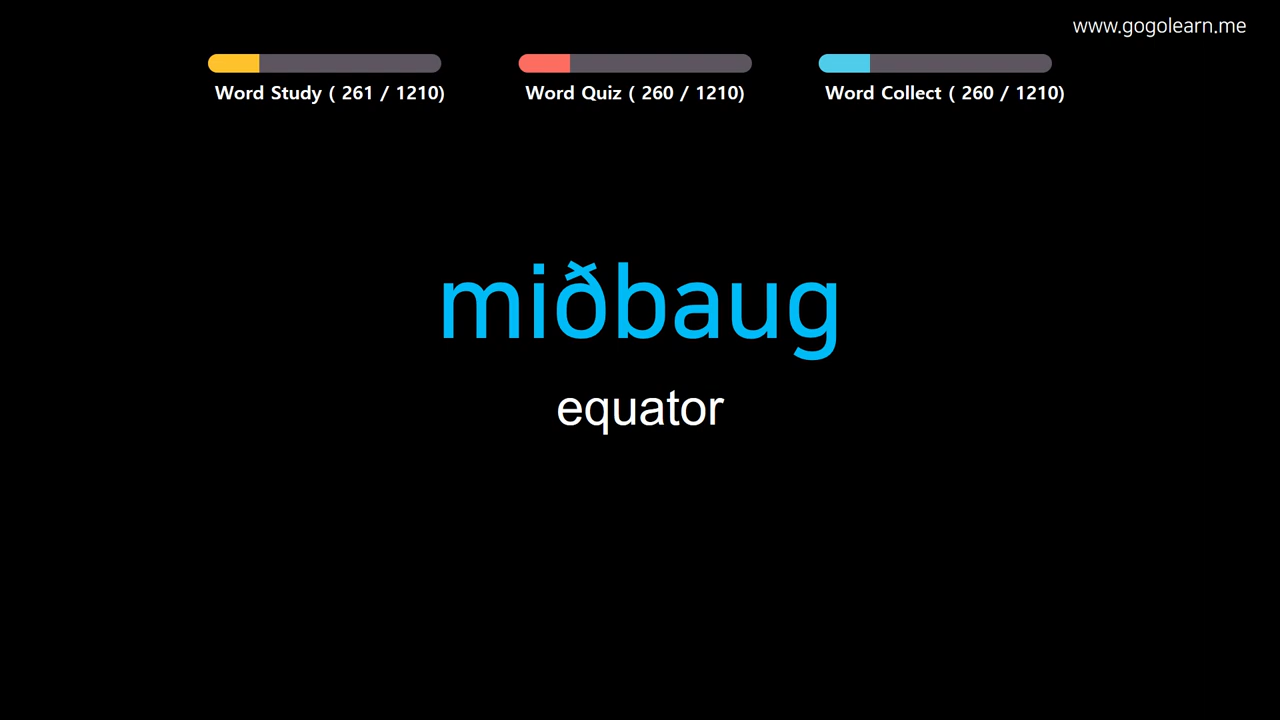 www.gogolearn.me
Word Study ( 261 / 1210)
Word Quiz ( 260 / 1210)
Word Collect ( 260 / 1210)
miðbaug
equator